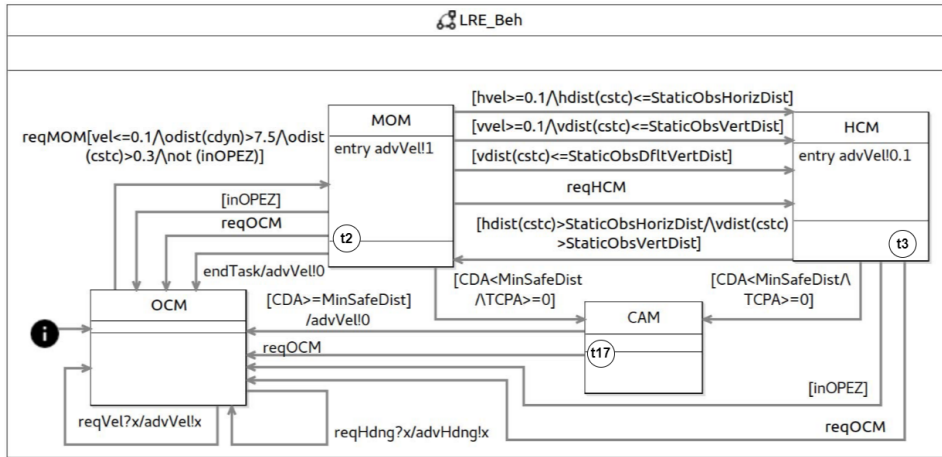 LRE_Beh
MOM
entry advVel!1
t2
[hvel>=0.1/\hdist(cstc)<=StaticObsHorizDist]
[vvel>=0.1/\vdist(cstc)<=StaticObsVertDist]
[vdist(cstc)<=StaticObsDfltVertDist]
reqHCM
HCM
entry advVel!0.1
t3
reqMOM[vel<=0.1/\odist(cdyn)>7.5/\odist
(cstc)>0.3/\not (inOPEZ)]
[inOPEZ]
reqOCM
endTask/advVel!0
[hdist(cstc)>StaticObsHorizDist/\vdist(cstc)
>StaticObsVertDist]
[CDA<MinSafeDist
/\TCPA>=0]
[CDA<MinSafeDist/\
TCPA>=0]
OCM
[CDA>=MinSafeDist]
/advVel!0
CAM
i
reqOCM
t17
[inOPEZ]
reqVel?x/advVel!x
reqHdng?x/advHdng!x
reqOCM